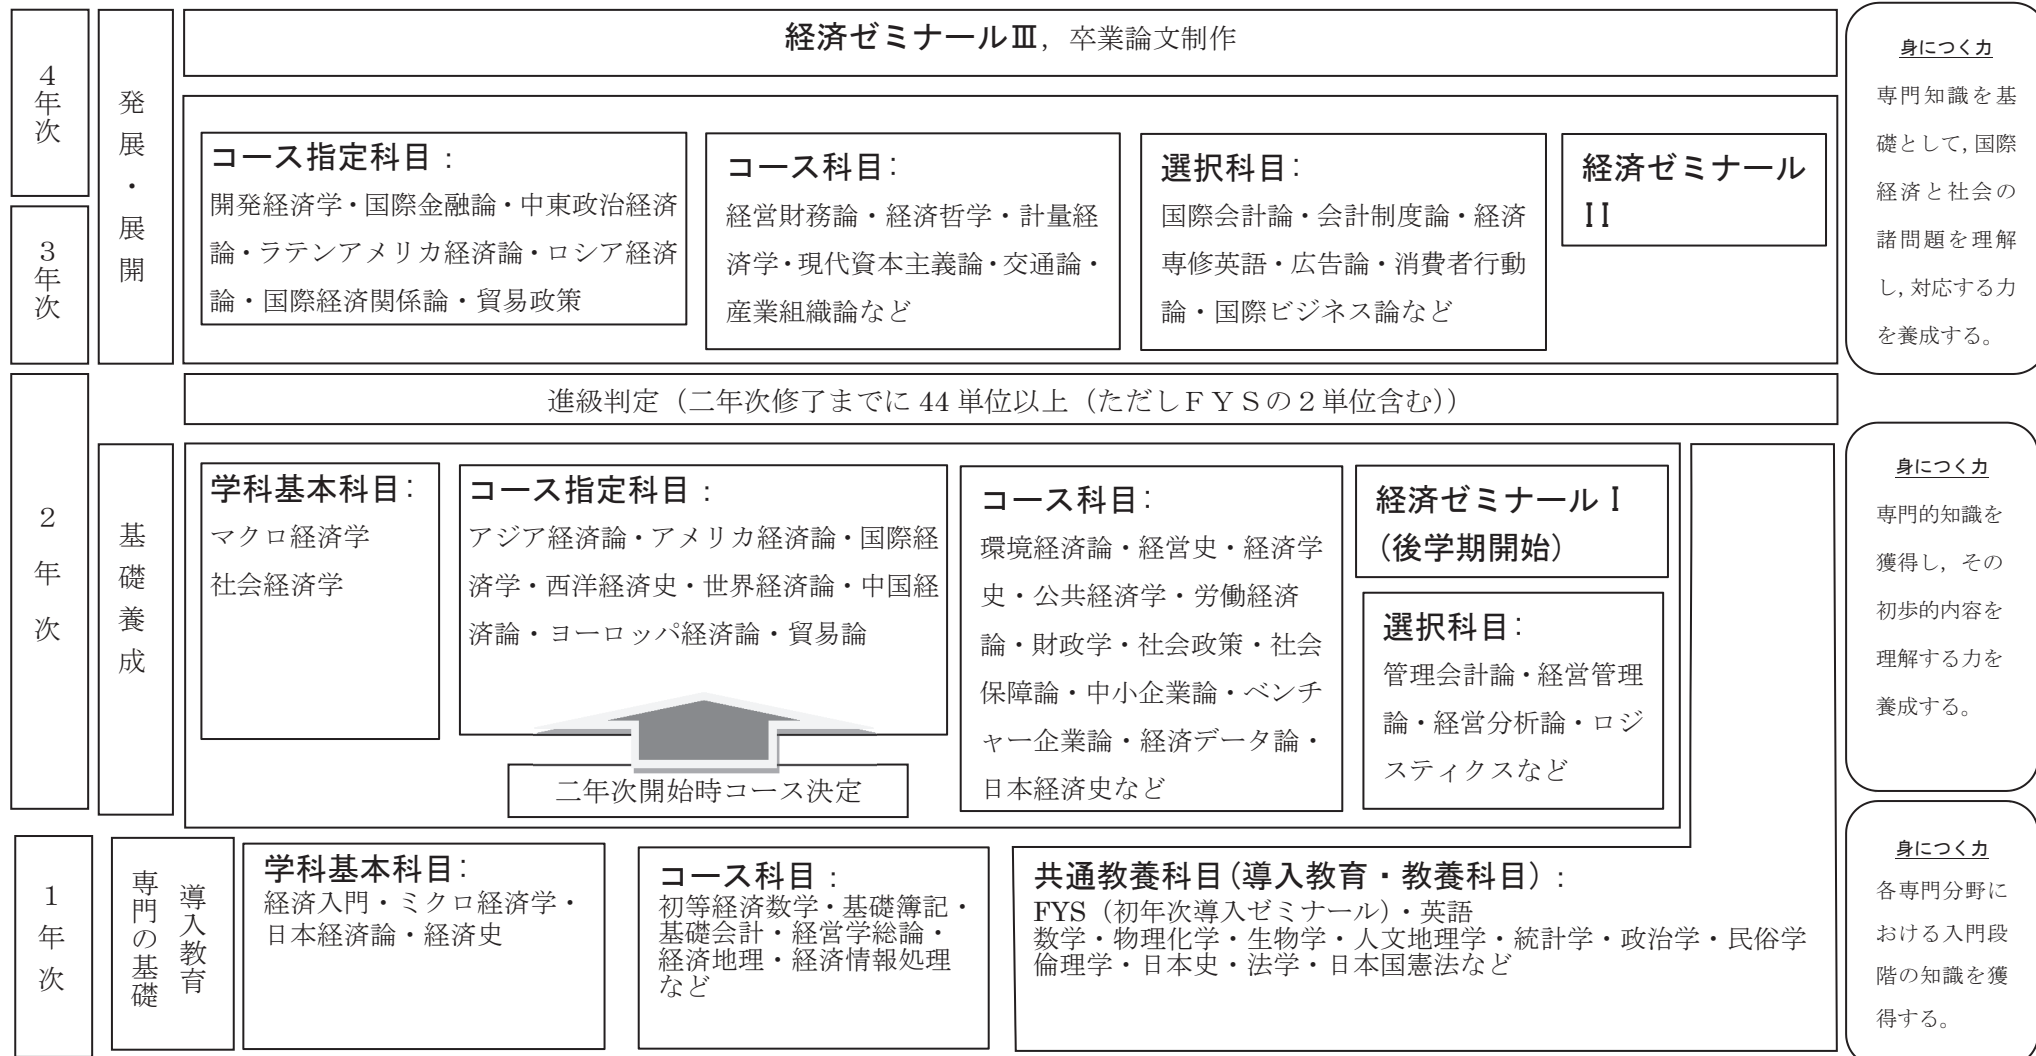 4年次
3年次
発展・展開
経済ゼミナールⅢ，卒業論文制作
コース指定科目：
開発経済学・国際金融論・中東政治経済
論・ラテンアメリカ経済論・ロシア経済
論・国際経済関係論・貿易政策
コース科目：
経営財務論・経済哲学・計量経
済学・現代資本主義論・交通論・
産業組織論など
選択科目：
国際会計論・会計制度論・経済
専修英語・広告論・消費者行動
論・国際ビジネス論など
経済ゼミナール
II
身につく力
専門知識を基
礎として，国際
経済と社会の
諸問題を理解
し，対応する力
を養成する。
進級判定（二年次修了までに 44 単位以上（ただしＦＹＳの２単位含む））
2年次
基礎養成
学科基本科目：
マクロ経済学
社会経済学
コース指定科目：
アジア経済論・アメリカ経済論・国際経
済学・西洋経済史・世界経済論・中国経
済論・ヨーロッパ経済論・貿易論
二年次開始時コース決定
コース科目：
環境経済論・経営史・経済学
史・公共経済学・労働経済
論・財政学・社会政策・社会
保障論・中小企業論・ベンチ
ャー企業論・経済データ論・
日本経済史など
経済ゼミナール I
(後学期開始)
選択科目：
管理会計論・経営管理
論・経営分析論・ロジ
スティクスなど
身につく力
専門的知識を
獲得し，その
初歩的内容を
理解する力を
養成する。
1年次
導入教育
専門の基礎
学科基本科目：
経済入門・ミクロ経済学・
日本経済論・経済史
コース科目：
初等経済数学・基礎簿記・
基礎会計・経営学総論・
経済地理・経済情報処理
など
共通教養科目(導入教育・教養科目)：
FYS（初年次導入ゼミナール）・英語
数学・物理化学・生物学・人文地理学・統計学・政治学・民俗学
倫理学・日本史・法学・日本国憲法など
身につく力
各専門分野に
おける入門段
階の知識を獲
得する。